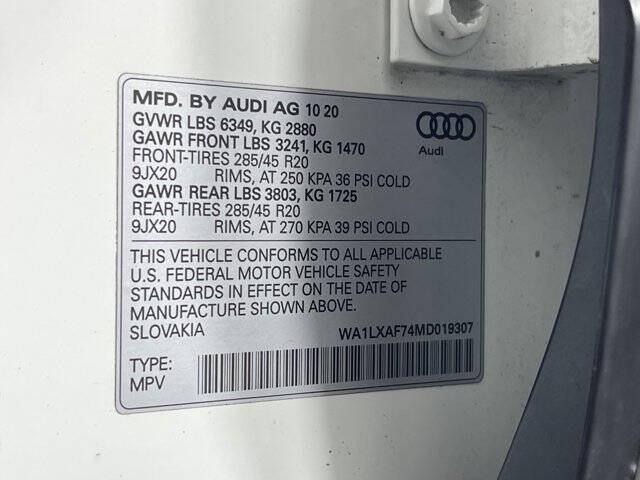 MFD. BY AUDI AG 10 20
GVWR LBS 6349, KG 2880
GAWR FRONT LBS 3241, KG 1470
FRONT-TIRES 285/45 R20
9JX20 RIMS, AT 250 KPA 36 PSI COLD
GAWR REAR LBS 3803, KG 1725
REAR-TIRES 285/45 R20
9JX20 RIMS, AT 270 KPA 39 PSI COLD
Audi
THIS VEHICLE CONFORMS TO ALL APPLICABLE
U.S. FEDERAL MOTOR VEHICLE SAFETY
STANDARDS IN EFFECT ON THE DATE OF
MANUFACTURE SHOWN ABOVE.
SLOVAKIA WA1LXAF74MD019307
TYPE:
MPV